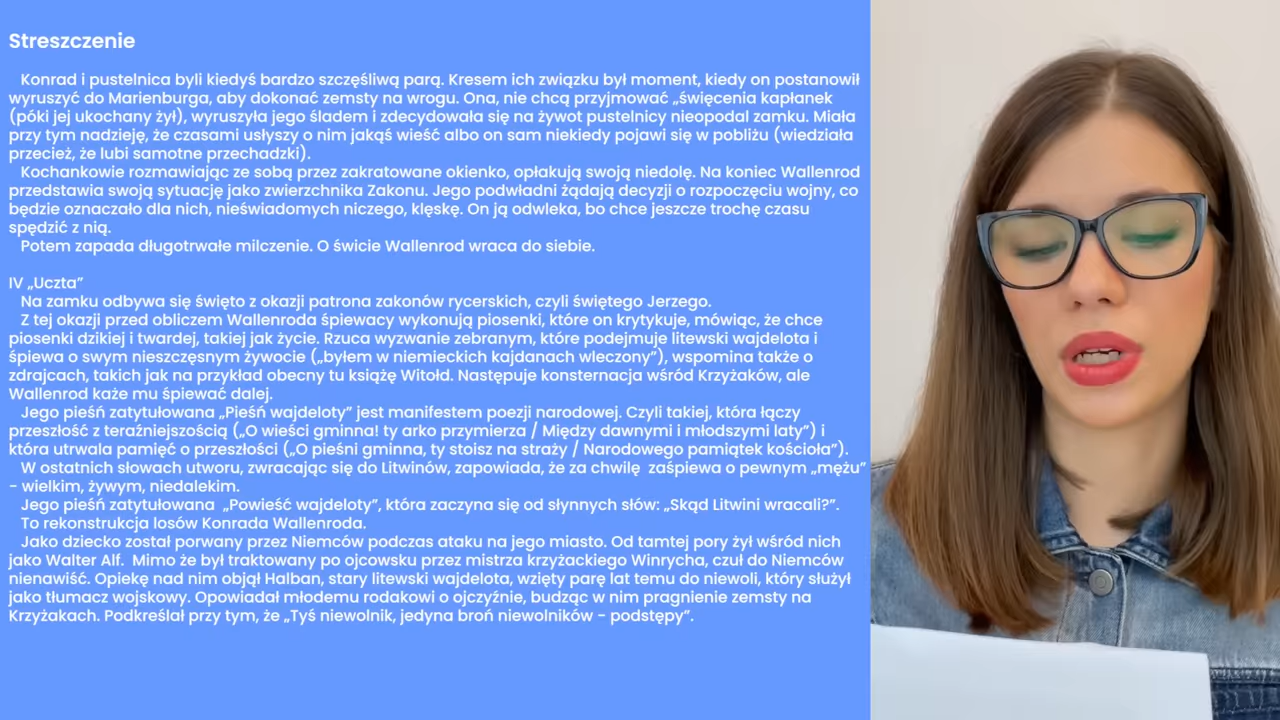 Streszczenie
Konrad i pustelnica byli kiedyś bardzo szczęśliwą parą. Kresem ich związku był moment, kiedy on postanowił
wyruszyć do Marienburga, aby dokonać zemsty na wrogu. Ona, nie chcą przyjmować „święcenia kapłanek
(póki jej ukochany żył), wyruszyła jego śladem i zdecydowała się na żywot pustelnicy nieopodal zamku. Miała
przy tym nadzieję, że czasami usłyszy o nim jakąś wieść albo on sam niekiedy pojawi się w pobliżu (wiedziała
przecież, że lubi samotne przechadzki).
Kochankowie rozmawiając ze sobą przez zakratowane okienko, opłakują swoją niedolę. Na koniec Wallenrod
przedstawia swoją sytuację jako zwierzchnika Zakonu. Jego podwładni żądają decyzji o rozpoczęciu wojny, co
będzie oznaczało dla nich, nieświadomych niczego, klęskę. On ją odwleka, bo chce jeszcze trochę czasu
spędzić z nią.
Potem zapada długotrwałe milczenie. O świcie Wallenrod wraca do siebie.
IV „Uczta”
Na zamku odbywa się święto z okazji patrona zakonów rycerskich, czyli świętego Jerzego.
Z tej okazji przed obliczem Wallenroda śpiewacy wykonują piosenki, które on krytykuje, mówiąc, że chce
piosenki dzikiej i twardej, takiej jak życie. Rzuca wyzwanie zebranym, które podejmuje litewski wajdelota i
śpiewa o swym nieszczęsnym żywocie („byłem w niemieckich kajdanach wleczony”), wspomina także o
zdrajcach, takich jak na przykład obecny tu książę Witołd. Następuje konsternacja wśród Krzyżaków, ale
Wallenrod każe mu śpiewać dalej.
Jego pieśń zatytułowana „Pieśń wajdeloty” jest manifestem poezji narodowej. Czyli takiej, która łączy
przeszłość z teraźniejszością („O wieści gminna! ty arko przymierza / Między dawnymi i młodszymi laty”) i
która utrwala pamięć o przeszłości („O pieśni gminna, ty stoisz na straży / Narodowego pamiątek kościoła”).
W ostatnich słowach utworu, zwracając się do Litwinów, zapowiada, że za chwilę zaśpiewa o pewnym „mężu”
- wielkim, żywym, niedalekim.
Jego pieśń zatytułowana „Powieść wajdeloty”, która zaczyna się od słynnych słów: „Skąd Litwini wracali?”.
To rekonstrukcja losów Konrada Wallenroda.
Jako dziecko został porwany przez Niemców podczas ataku na jego miasto. Od tamtej pory żył wśród nich
jako Walter Alf. Mimo że był traktowany po ojcowsku przez mistrza krzyżackiego Winrycha, czuł do Niemców
nienawiść. Opiekę nad nim objął Halban, stary litewski wajdelota, wzięty parę lat temu do niewoli, który służył
jako tłumacz wojskowy. Opowiadał młodemu rodakowi o ojczyźnie, budząc w nim pragnienie zemsty na
Krzyżakach. Podkreślał przy tym, że „Tyś niewolnik, jedyna broń niewolników - podstępy”.